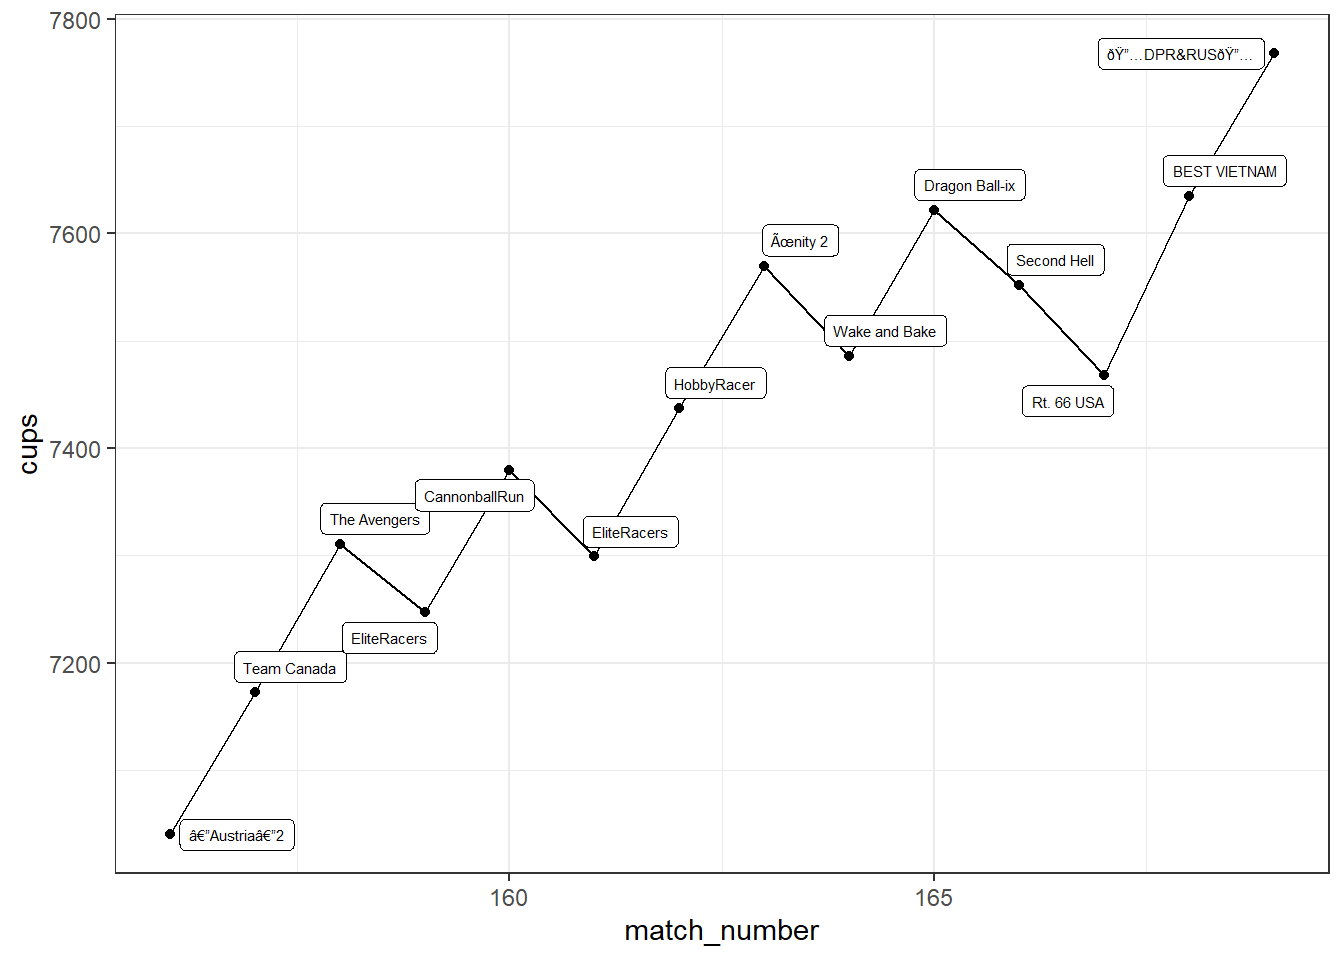 7800
ðŸ”…DPR&RUSðŸ”…
BEST VIETNAM
Dragon Ball-ix
Ãœnity 2
7600
Second Hell
Wake and Bake
HobbyRacer
Rt. 66 USA
7400
cups
CannonballRun
The Avengers
EliteRacers
EliteRacers
7200
Team Canada
â€”Austriaâ€”2
160
165
match_number